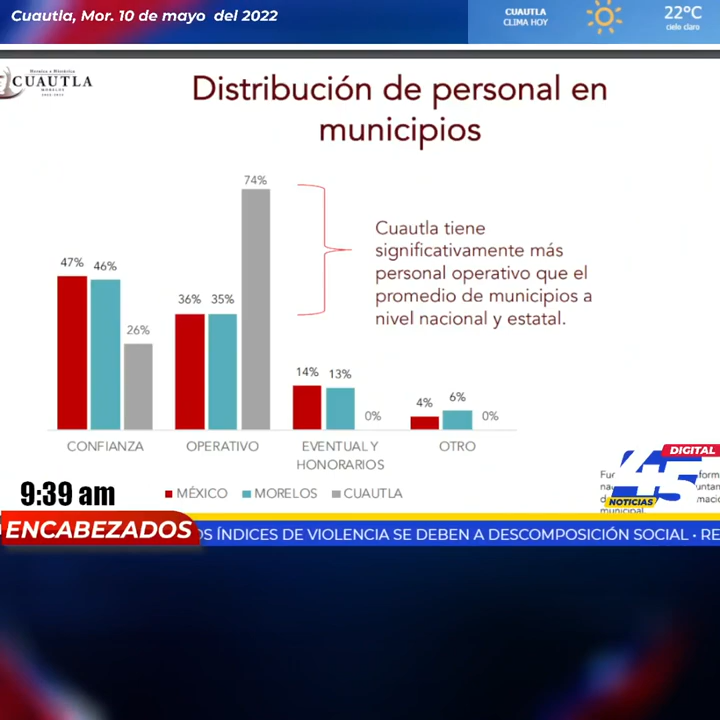 Cuautla, Mor. 10 de mayo del 2022
CUAUTLA
CLIMA HOY
22°C
cielo claro
CUAUTLA
MORELOS
Distribución de personal en
municipios
74%
47%
46%
26%
36%
35%
14%
13%
0%
4%
6%
0%
Cuautla tiene
significativamente más
personal operativo que el
promedio de municipios a
nivel nacional y estatal.
CONFIANZA
OPERATIVO
EVENTUAL Y
HONORARIOS
OTRO
MÉXICO
MORELOS
CUAUTLA
municipal.
DIGITAL
45
NOTICIAS
9:39 am
ENCABEZADOS
OS ÍNDICES DE VIOLENCIA SE DEBEN A DESCOMPOSICIÓN SOCIAL • RE